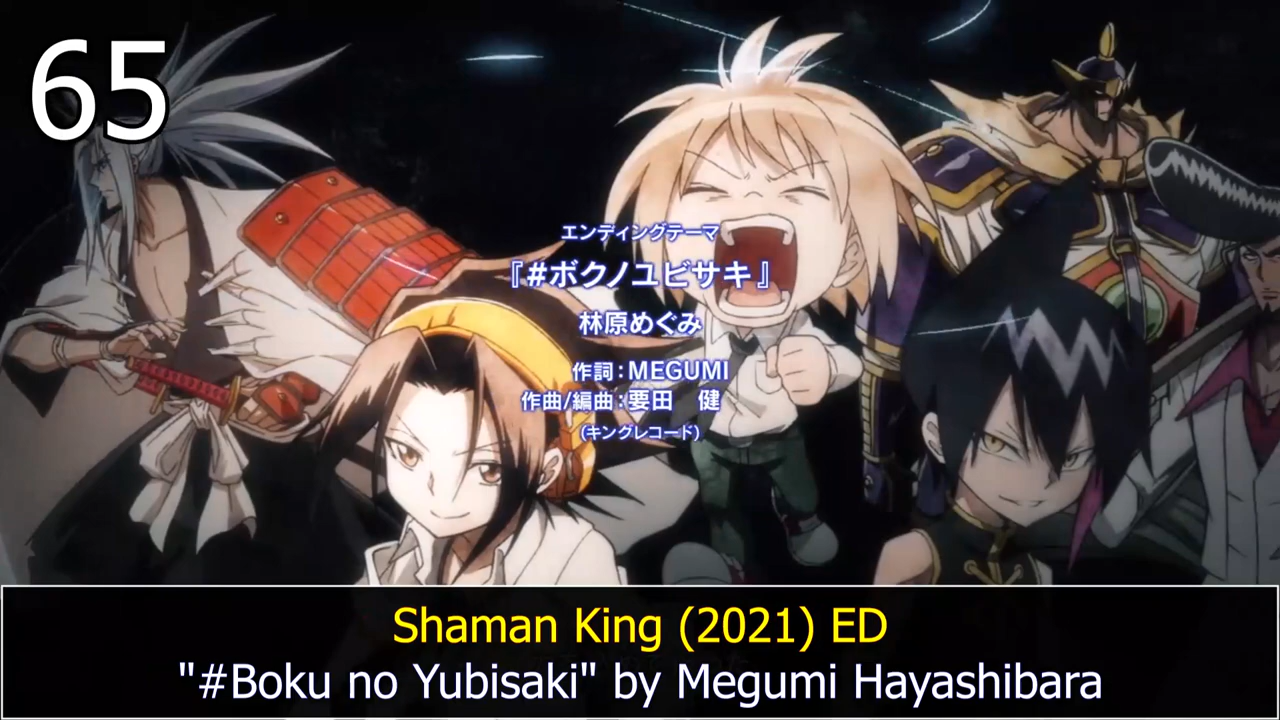 65
エンディングテーマ
『#ボクノユビサキ』
林原めぐみ
作詞:MEGUMI
作曲/編曲:要田 健
(キングレコード)
Shaman King (2021) ED
"#Boku no Yubisaki" by Megumi Hayashibara